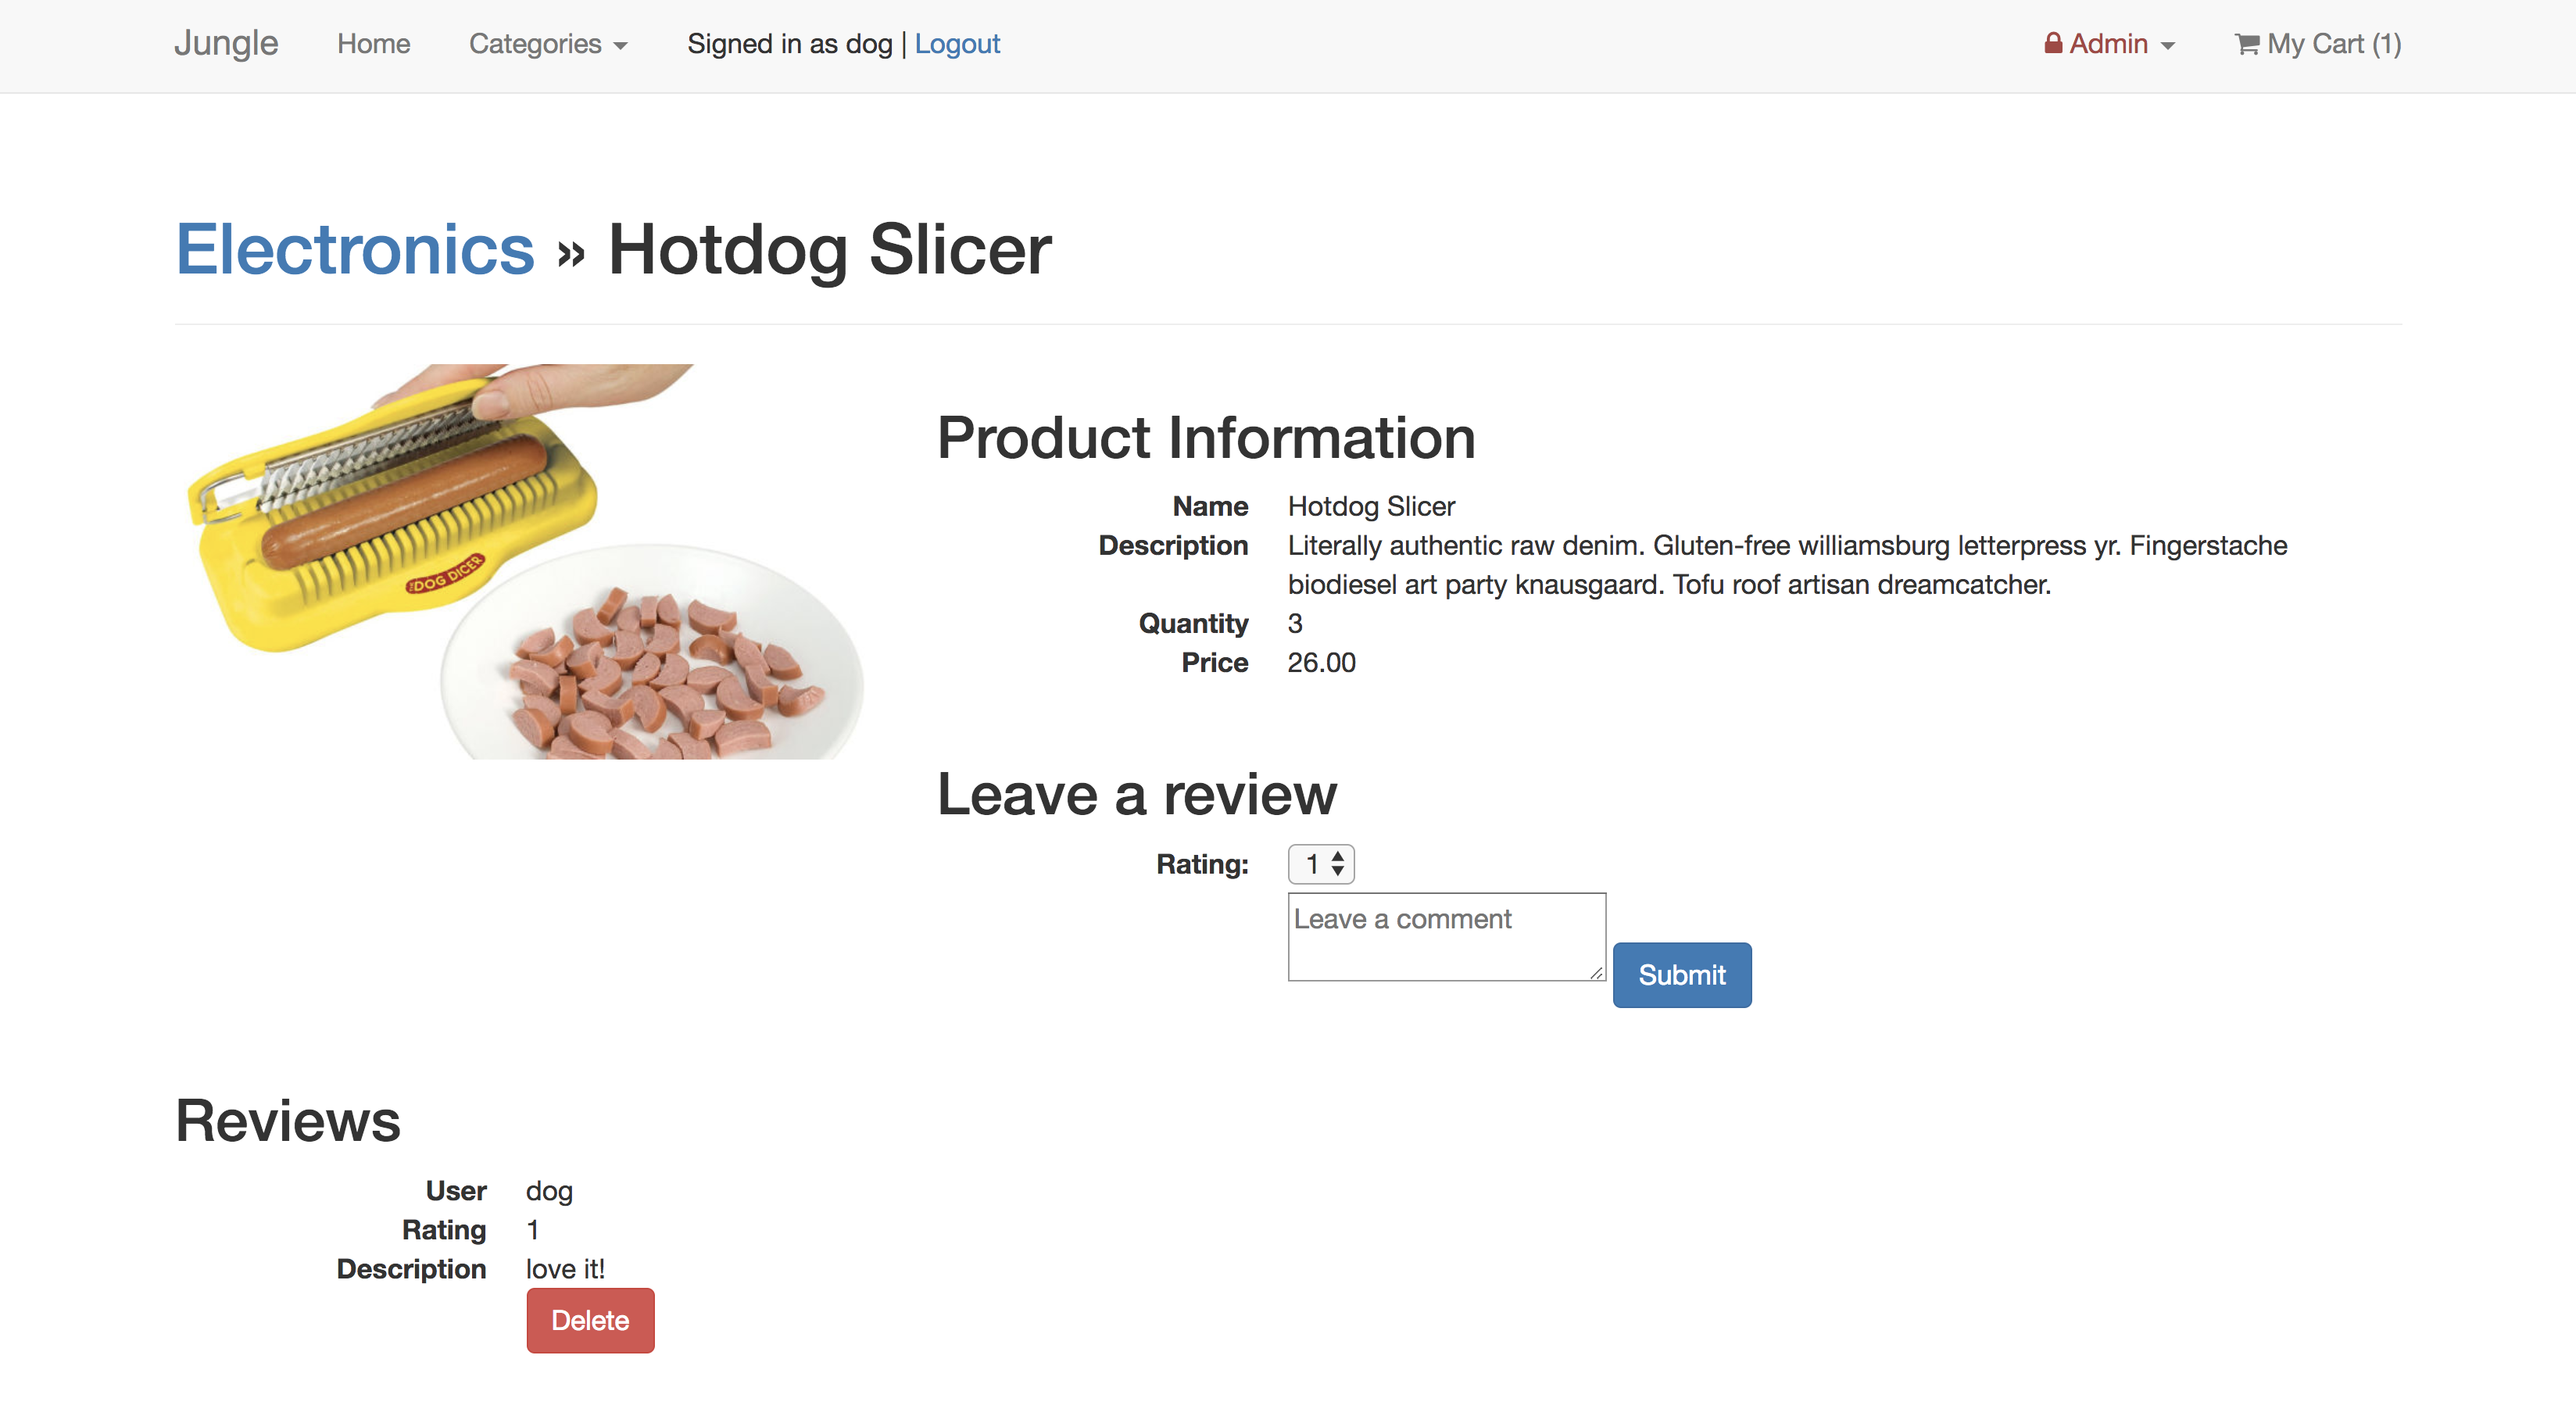 Jungle Home Categories Signed in as dog | Logout Admin My Cart (1)
Electronics » Hotdog Slicer
THE DOG DICER
Product Information
Name Hotdog Slicer
Description Literally authentic raw denim. Gluten-free williamsburg letterpress yr. Fingerstache
biodiesel art party knausgaard. Tofu roof artisan dreamcatcher.
Quantity 3
Price 26.00
Leave a review
Rating: 1
Leave a comment
Submit
Reviews
User dog
Rating 1
Description love it!
Delete